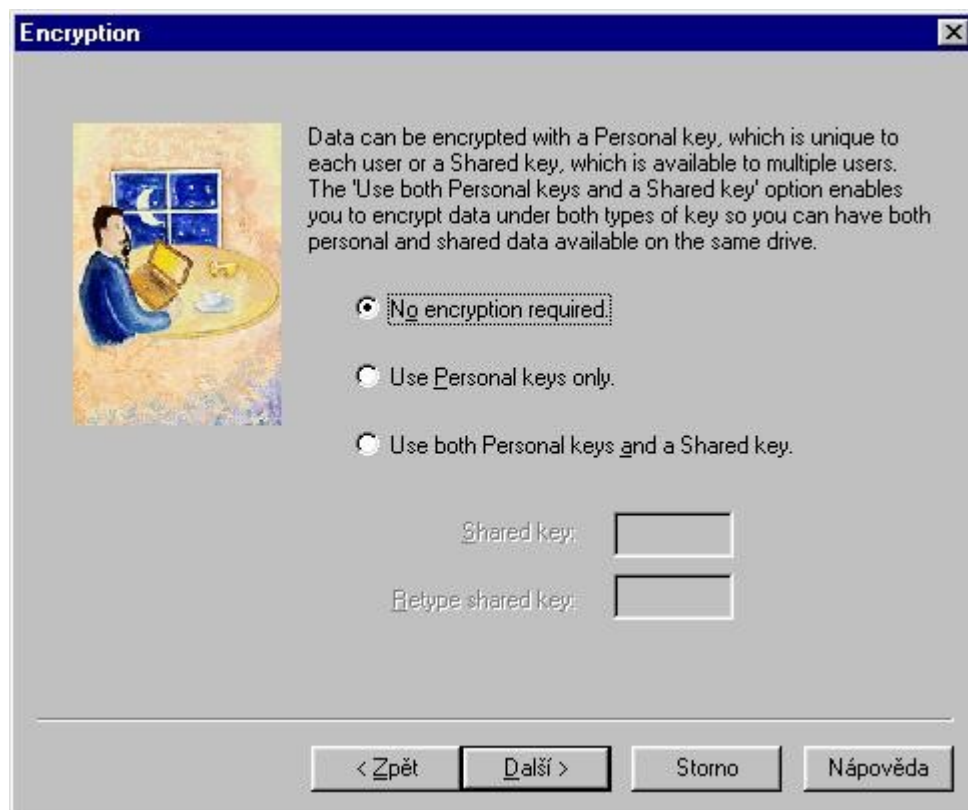 Encryption
Data can be encrypted with a Personal key, which is unique to
each user or a Shared key, which is available to multiple users.
The 'Use both Personal keys and a Shared key' option enables
you to encrypt data under both types of key so you can have both
personal and shared data available on the same drive.
No encryption required.
Use Personal keys only.
Use both Personal keys and a Shared key.
Shared key:
Retype shared key:
< Zpět
Další >
Storno
Nápověda